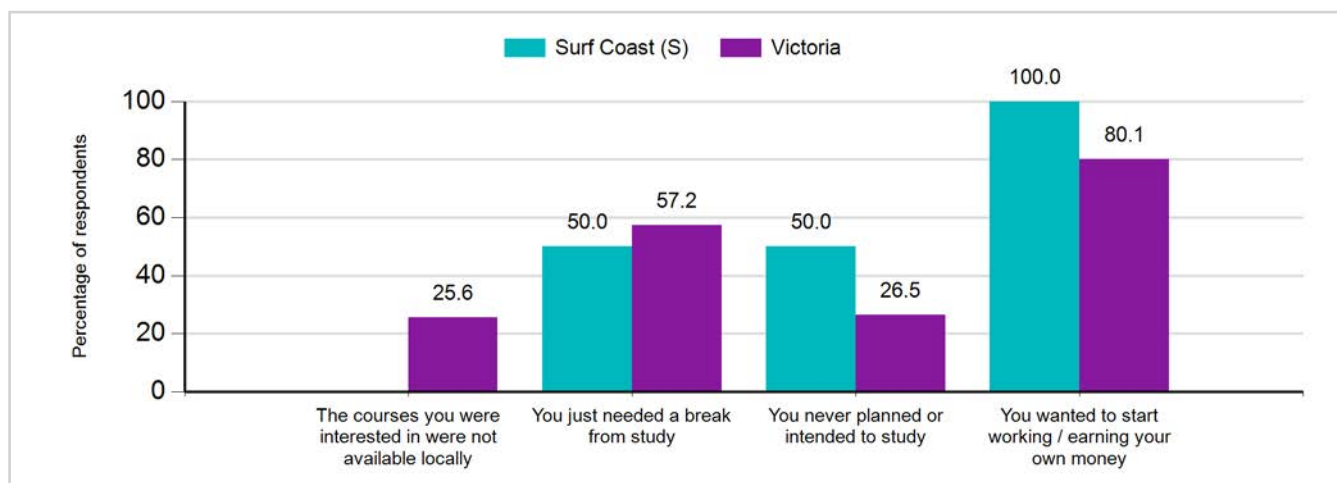 Surf Coast (S) Victoria
100.0
100
80.1
80
57.2
60
50.0 50.0
40
25.6 26.5
20
0
Percentage of respondents
The courses you were
interested in were not
available locally
You just needed a break
from study
You never planned or
intended to study
You wanted to start
working / earning your
own money